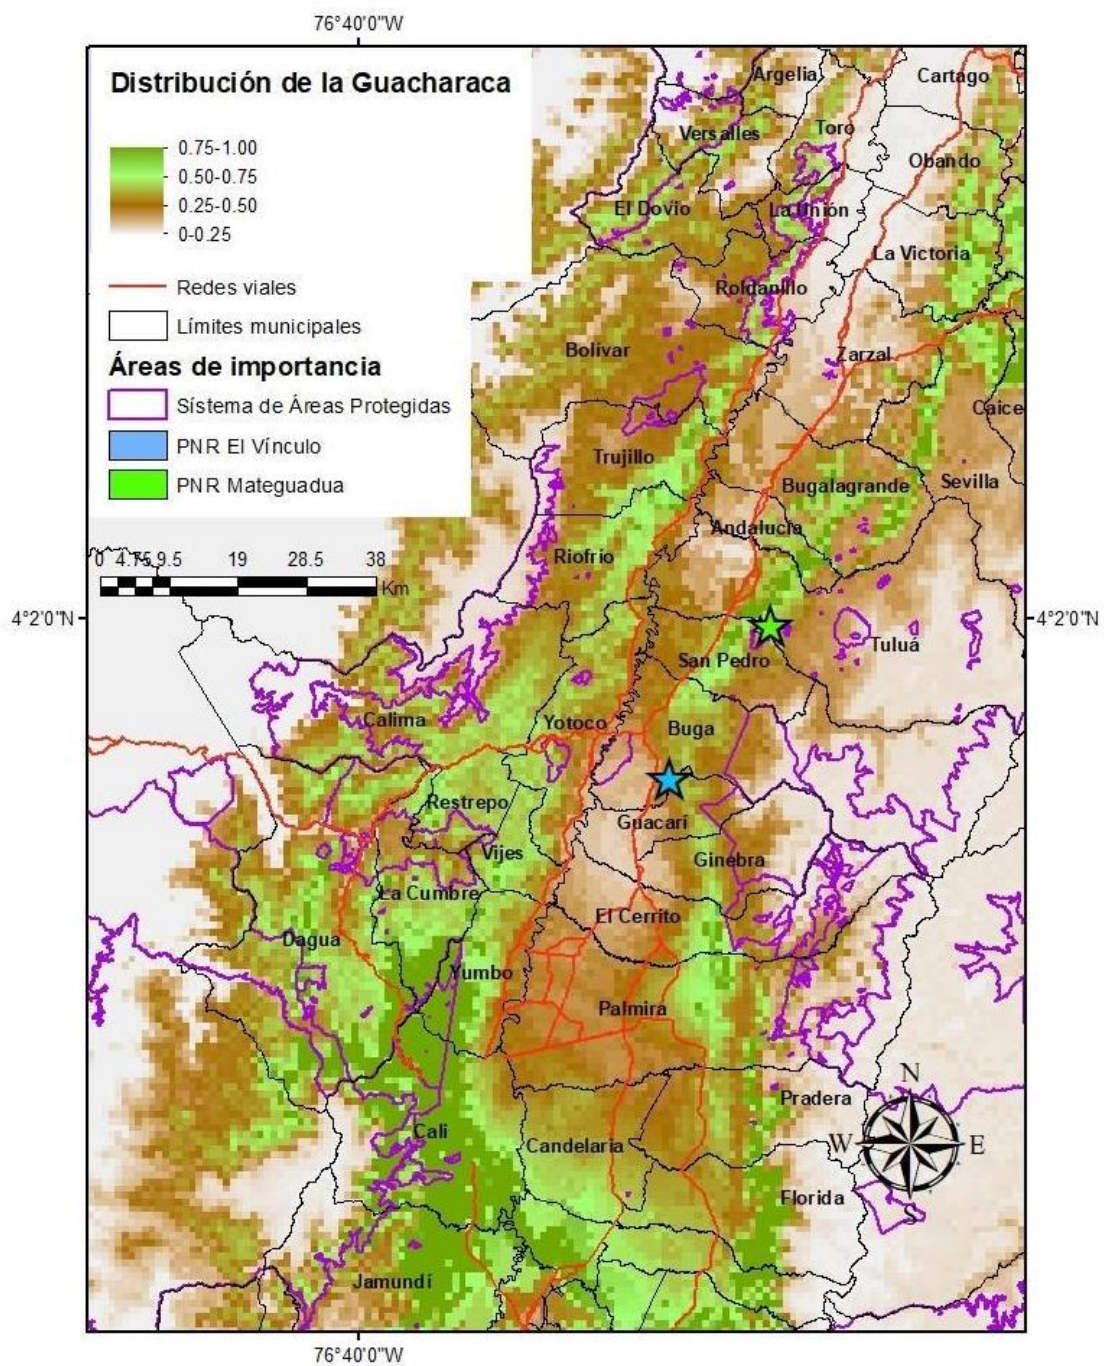 76°40'0"W
Distribución de la Guacharaca
0.75-1.00
0.50-0.75
0.25-0.50
0-0.25
Redes viales
Límites municipales
Áreas de importancia
Sístema de Áreas Protegidas
PNR El Vínculo
PNR Mateguadua
0 4.75 9.5 19 28.5 38
Km
4°2'0"N
4°2'0"N
Argelia
Cartago
Versalles
Toro
Obando
El Dovio
La Unión
La Victoria
Roldanillo
Bolívar
Zarzal
Caice
Trujillo
Bugalagrande
Sevilla
Andalucía
Riofrío
San Pedro
Tuluá
Calima
Yotoco
Buga
Restrepo
Guacarí
Vijes
Ginebra
La Cumbre
El Cerrito
Dagua
Yumbo
Palmira
Pradera
Cali
Candelaria
Florida
Jamundí
N
W
E
S
76°40'0"W